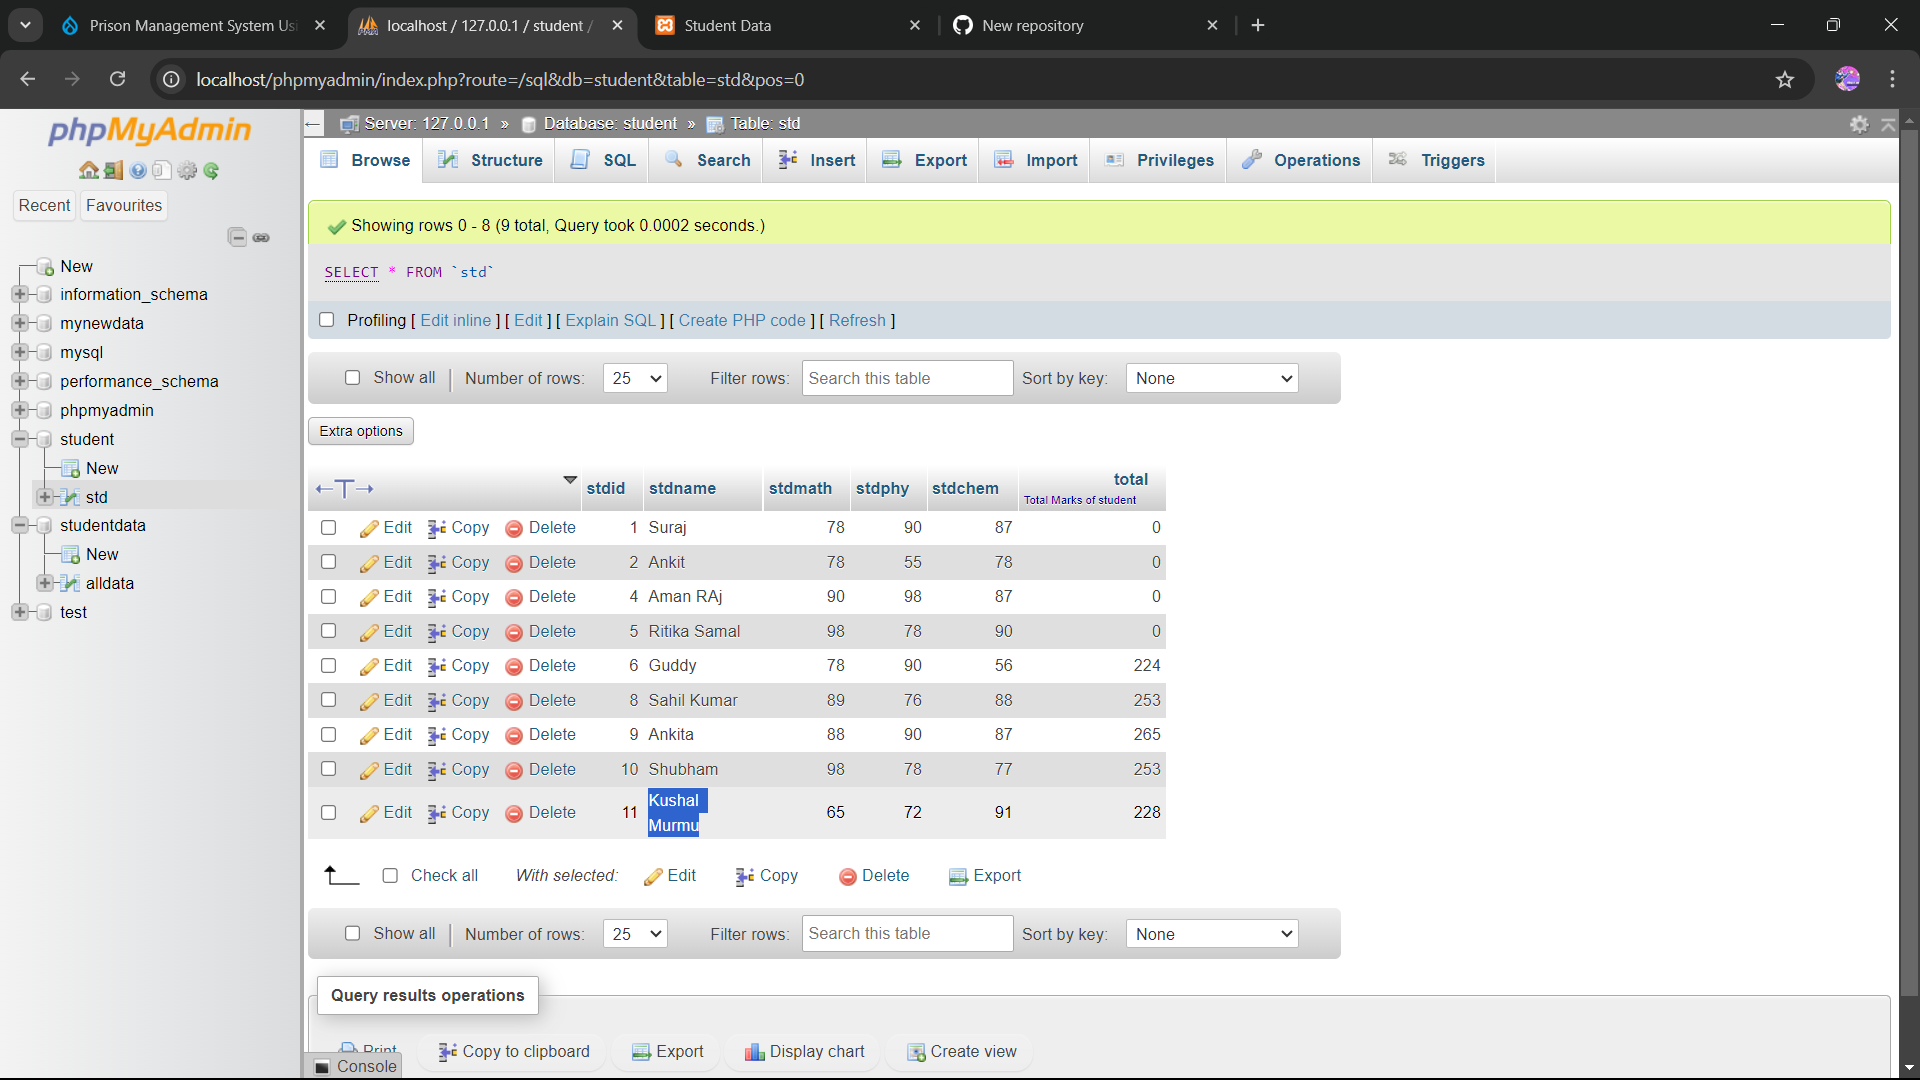 Prison Management System Usi
localhost / 127.0.0.1 / student /
Student Data
New repository
localhost/phpmyadmin/index.php?route=/sql&db=student&table=std&pos=0
phpMyAdmin
Recent Favourites
New
information_schema
mynewdata
mysql
performance_schema
phpmyadmin
student
New
std
studentdata
New
alldata
test
Server: 127.0.0.1 » Database: student » Table: std
Browse Structure SQL Search Insert Export Import Privileges Operations Triggers
Showing rows 0 - 8 (9 total, Query took 0.0002 seconds.)
SELECT * FROM `std`
Profiling [ Edit inline ] [ Edit ] [ Explain SQL ] [ Create PHP code ] [ Refresh ]
Show all | Number of rows: 25 Filter rows: Search this table Sort by key: None
Extra options
stdid stdname stdmath stdphy stdchem total
Total Marks of student
Edit Copy Delete 1 Suraj 78 90 87 0
Edit Copy Delete 2 Ankit 78 55 78 0
Edit Copy Delete 4 Aman RAj 90 98 87 0
Edit Copy Delete 5 Ritika Samal 98 78 90 0
Edit Copy Delete 6 Guddy 78 90 56 224
Edit Copy Delete 8 Sahil Kumar 89 76 88 253
Edit Copy Delete 9 Ankita 88 90 87 265
Edit Copy Delete 10 Shubham 98 78 77 253
Edit Copy Delete 11 Kushal Murmu 65 72 91 228
Check all With selected: Edit Copy Delete Export
Show all | Number of rows: 25 Filter rows: Search this table Sort by key: None
Query results operations
Print Copy to clipboard Export Display chart Create view
Console